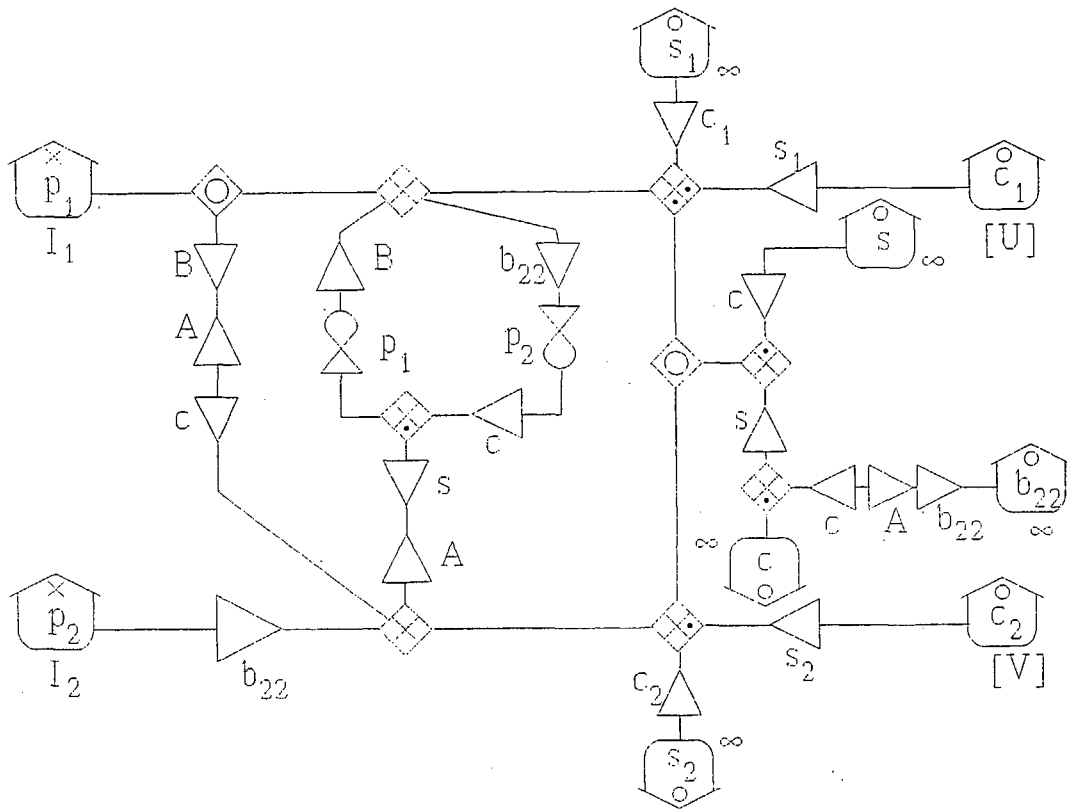 s₁
∞
c₁
s₁
p₁
c₁
I₁
s
[U]
∞
B
B
b₂₂
c
A
p₁
p₂
c
c
s
s
b₂₂
c
A
b₂₂
∞
A
∞
c
p₂
c₂
I₂
b₂₂
s₂
[V]
c₂
∞
s₂